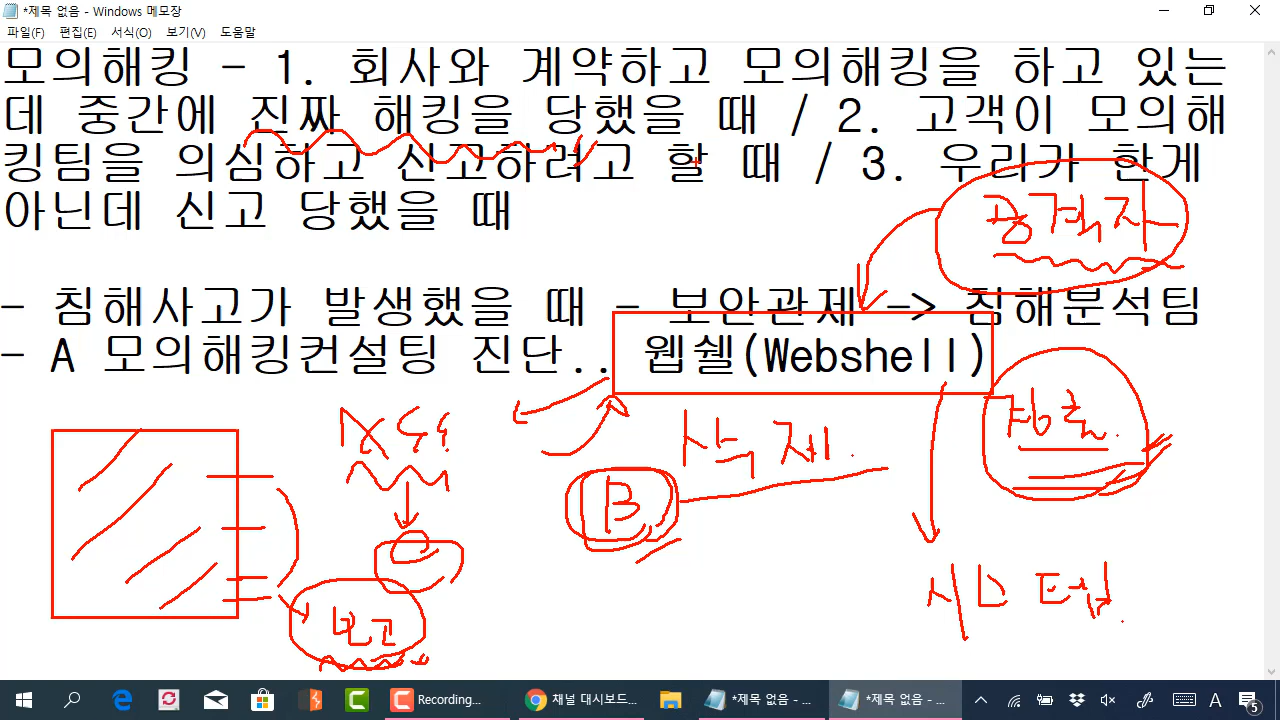 *제목 없음 - Windows 메모장
파일(F) 편집(E) 서식(O) 보기(V) 도움말
모의해킹 - 1. 회사와 계약하고 모의해킹을 하고 있는
데 중간에 진짜 해킹을 당했을 때 / 2. 고객이 모의해
킹팀을 의심하고 신고하려고 할 때 / 3. 우리가 한게
아닌데 신고 당했을 때
공격자
- 침해사고가 발생했을 때 - 보안관제 -> 침해분석팀
- A 모의해킹컨설팅 진단.. 웹쉘(Webshell)
삭제.
B
보고
시스템
Recording...
채널 대시보드...
*제목 없음 - ...
*제목 없음 - ...
A
5